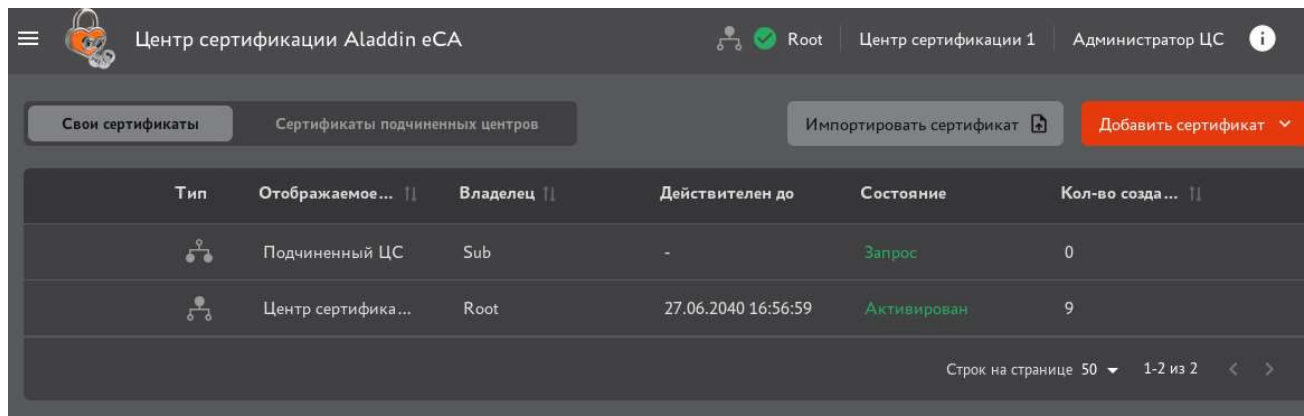 Центр сертификации Aladdin eCA Root Центр сертификации 1 Администратор ЦС
Свои сертификаты Сертификаты подчиненных центров Импортировать сертификат Добавить сертификат
Тип Отображаемое... Владелец Действителен до Состояние Кол-во созда...
Подчиненный ЦС Sub - Запрос 0
Центр сертифика... Root 27.06.2040 16:56:59 Активирован 9
Строк на странице 50 1-2 из 2